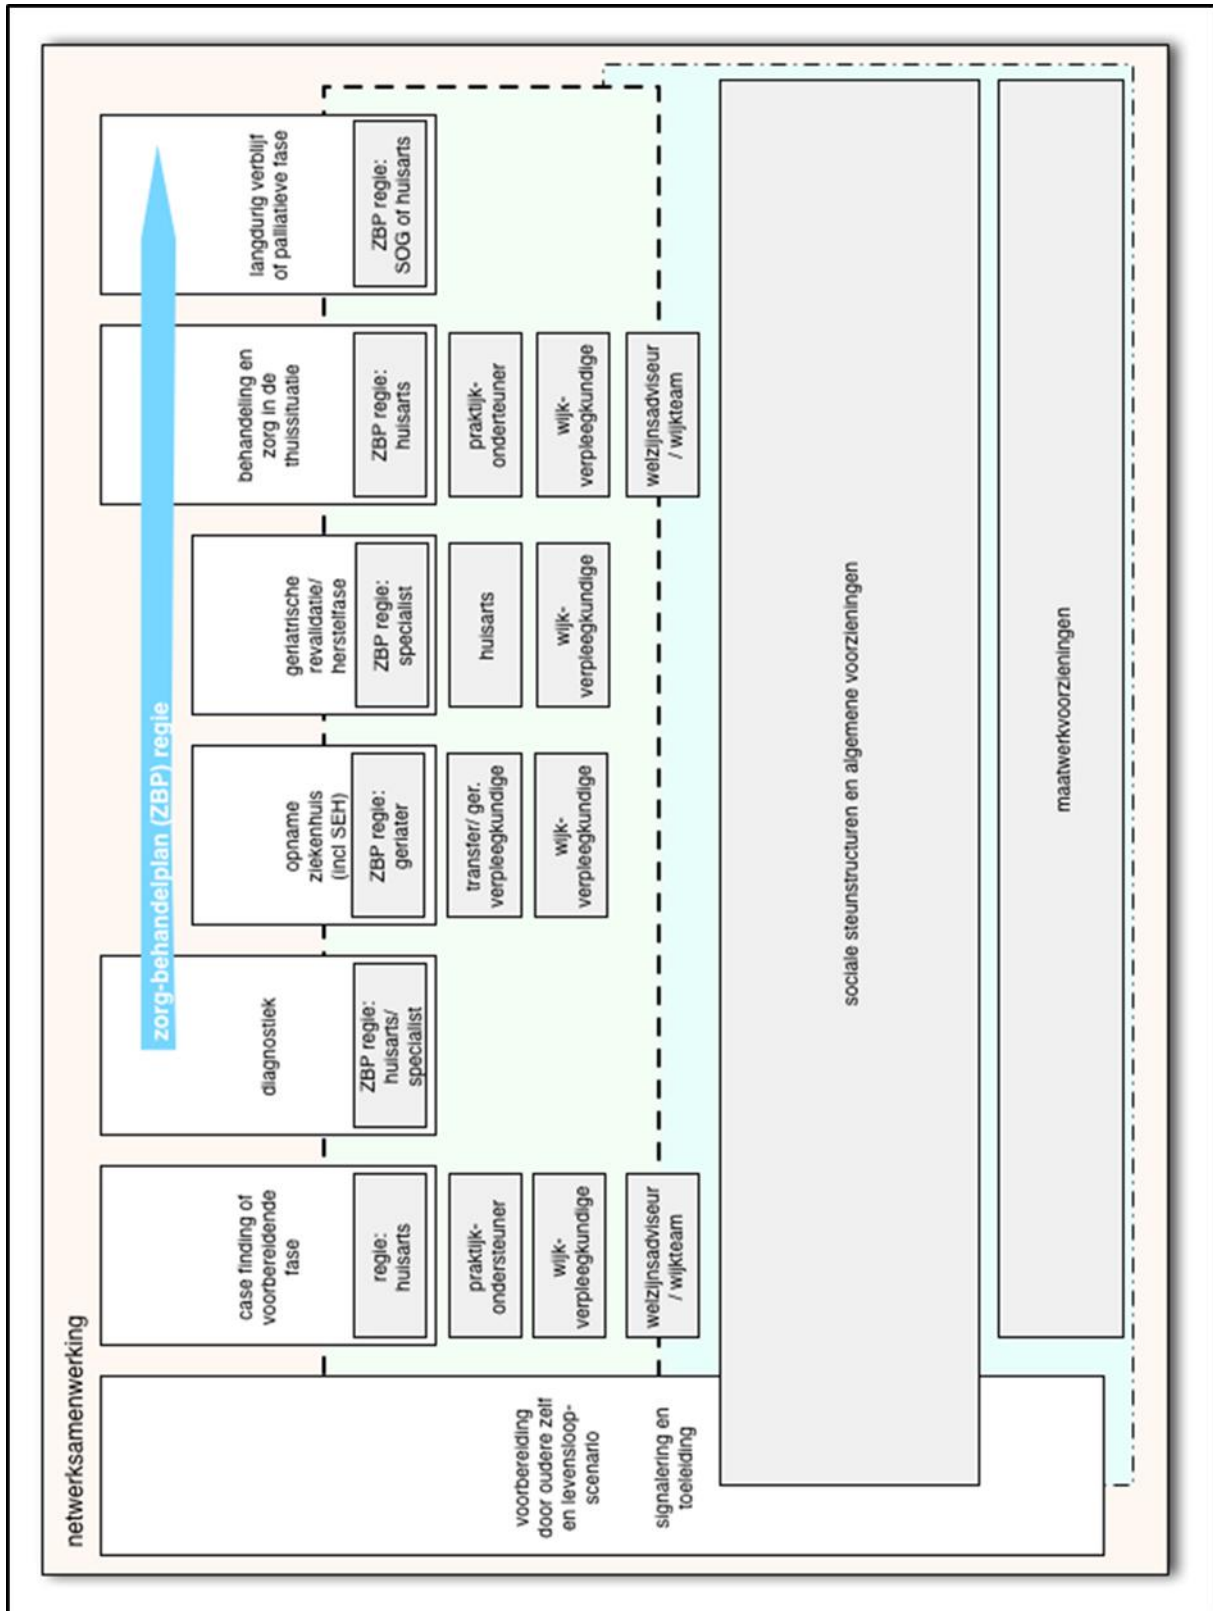 netwerksamenwerking
zorg-behandelplan (ZBP) regie
voorbereiding
door oudere zelf
en levensloop-
scenario
signalering en
toeleiding
case finding of
voorbereidende
fase
regie:
huisarts
praktijk-
ondersteuner
wijk-
verpleegkundige
welzijnsadviseur
/ wijkteam
diagnostiek
ZBP regie:
huisarts/
specialist
opname
ziekenhuis
(incl SEH)
ZBP regie:
geriater
transfer/ ger.
verpleegkundige
wijk-
verpleegkundige
geriatrische
revalidatie/
herstelfase
ZBP regie:
specialist
huisarts
wijk-
verpleegkundige
behandeling en
zorg in de
thuissituatie
ZBP regie:
huisarts
praktijk-
onderteuner
wijk-
verpleegkundige
welzijnsadviseur
/ wijkteam
langdurig verblijf
of palliatieve fase
ZBP regie:
SOG of huisarts
sociale steunstructuren en algemene voorzieningen
maatwerkvoorzieningen